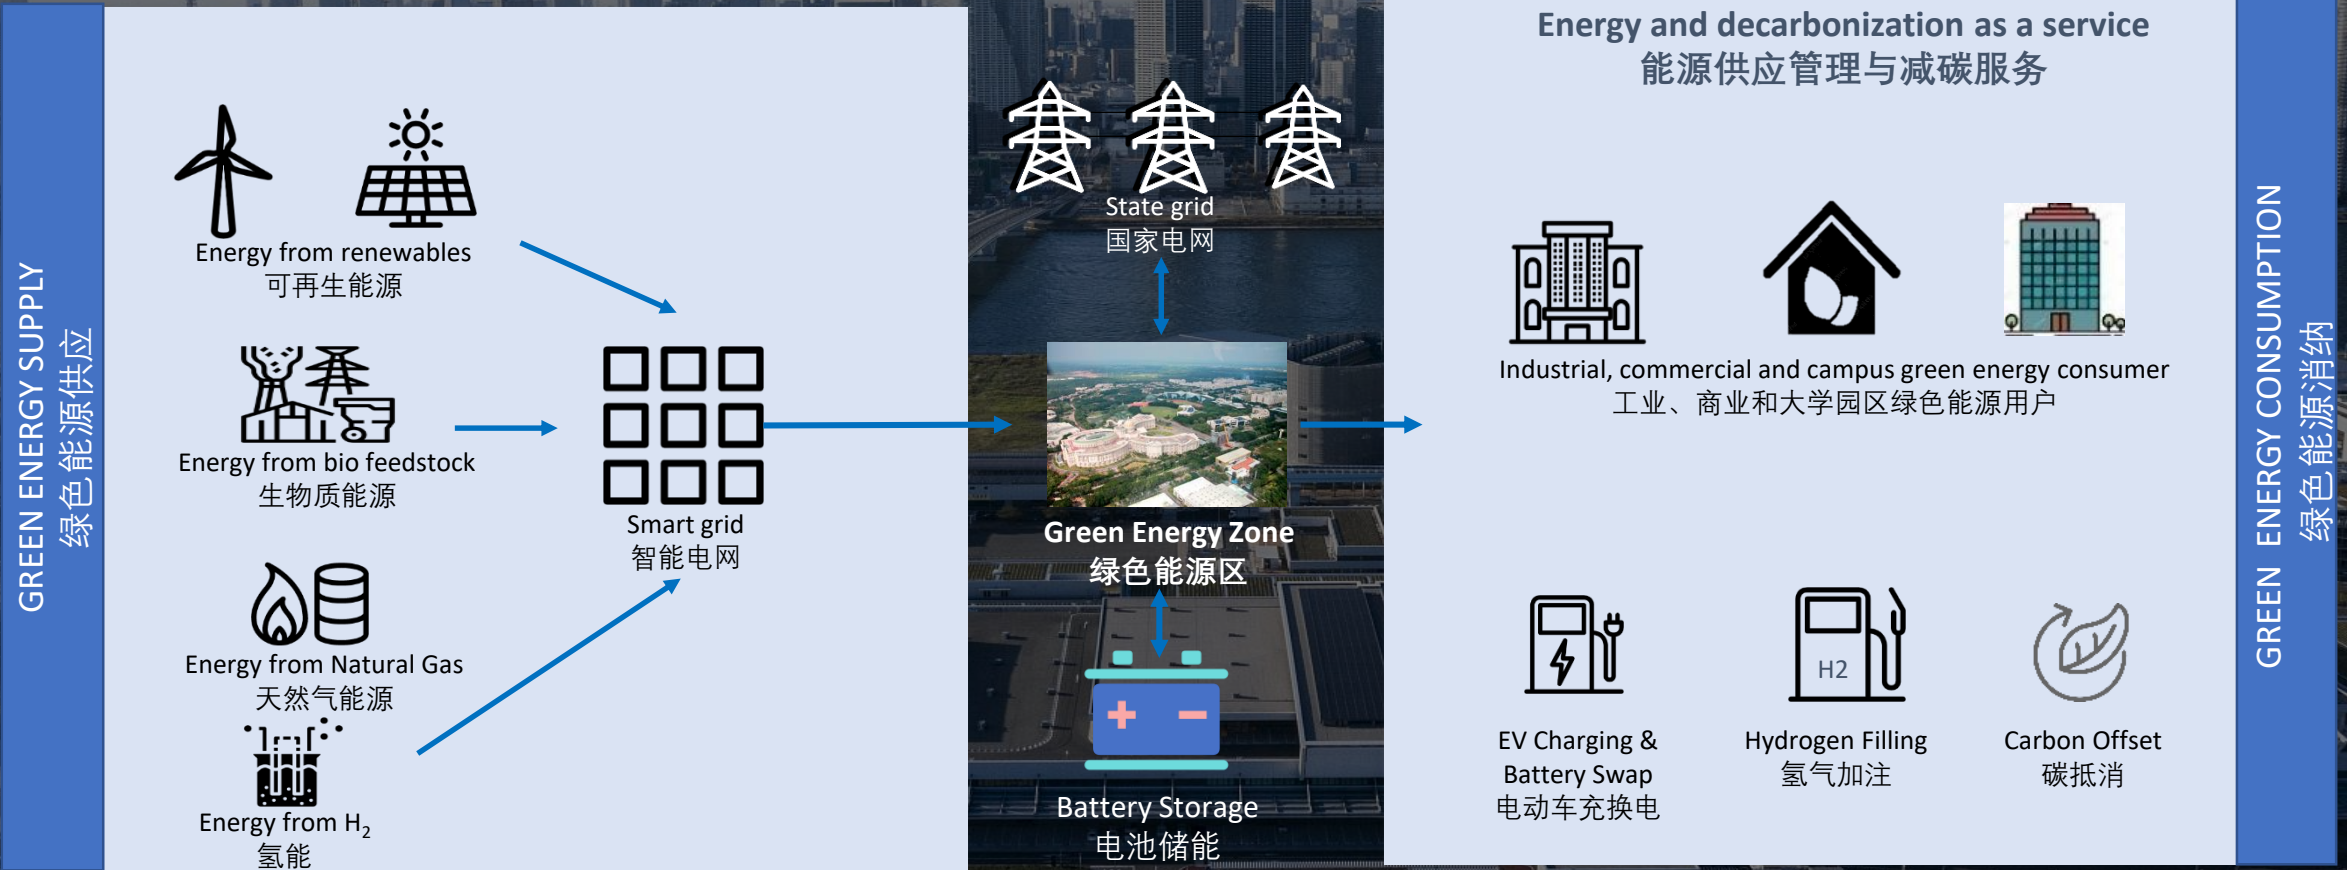 GREEN ENERGY SUPPLY
绿色能源供应
Energy from renewables
可再生能源
Energy from bio feedstock
生物质能源
Energy from Natural Gas
天然气能源
Energy from H₂
氢能
Smart grid
智能电网
State grid
国家电网
Green Energy Zone
绿色能源区
Battery Storage
电池储能
Energy and decarbonization as a service
能源供应管理与减碳服务
Industrial, commercial and campus green energy consumer
工业、商业和大学园区绿色能源用户
EV Charging &
Battery Swap
电动车充换电
H2
Hydrogen Filling
氢气加注
Carbon Offset
碳抵消
GREEN ENERGY CONSUMPTION
绿色能源消纳